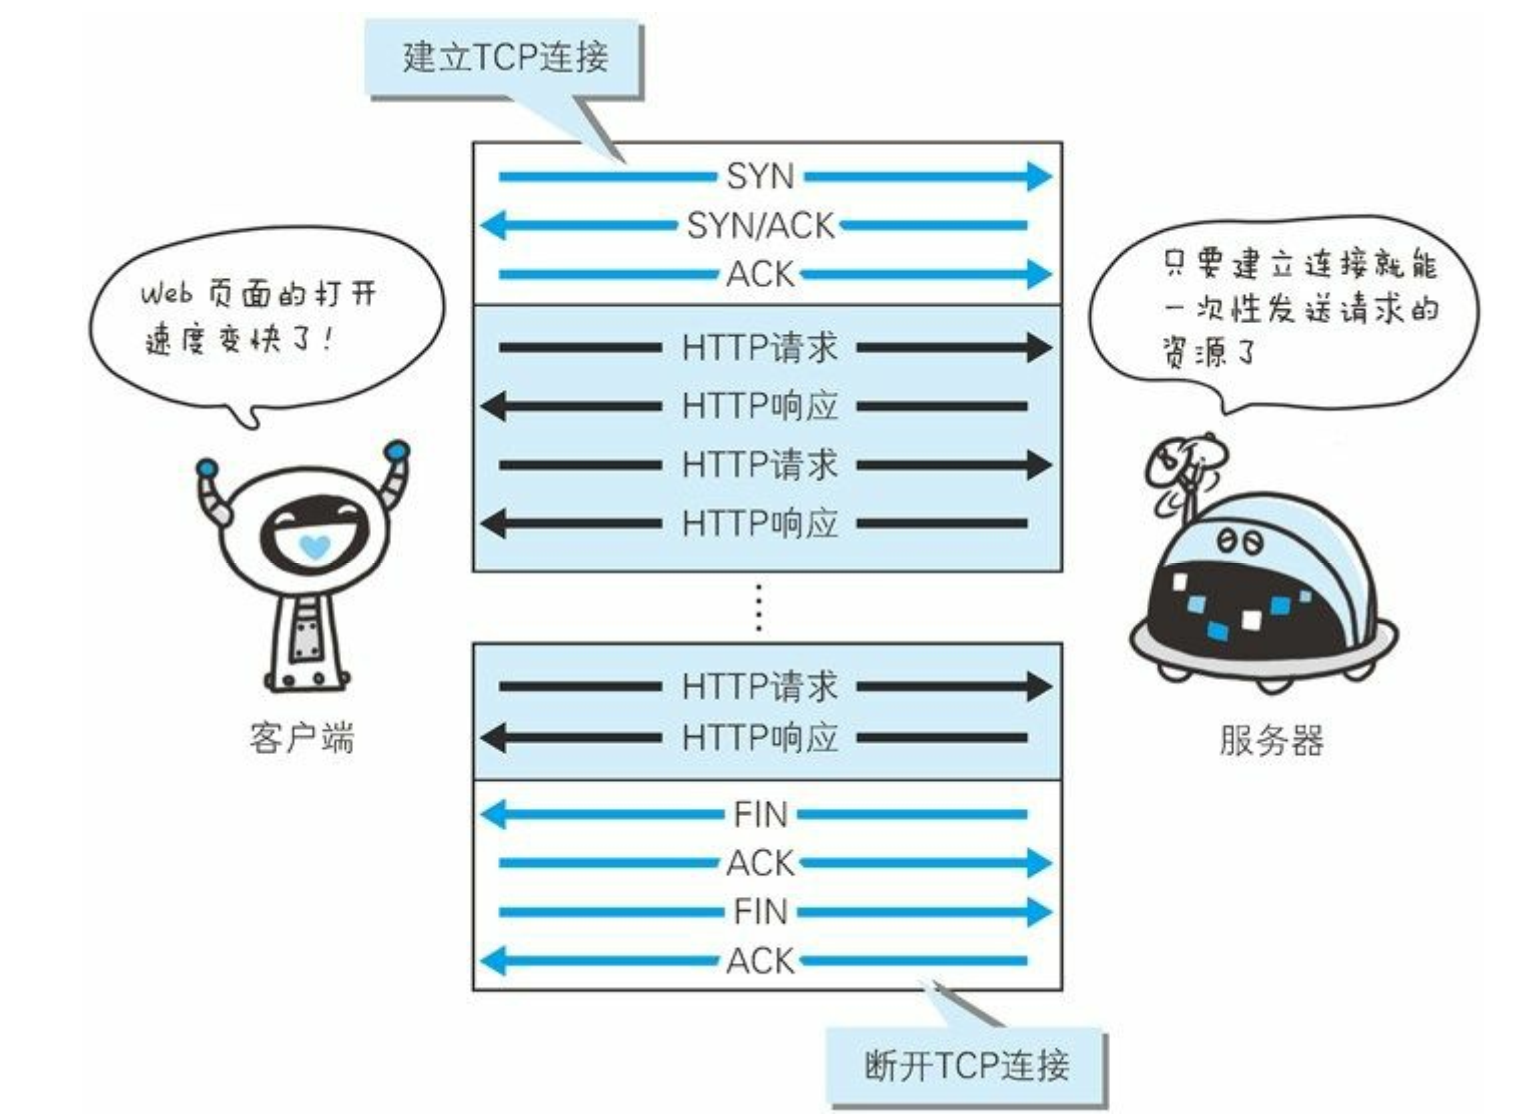 建立TCP连接
SYN
SYN/ACK
ACK
Web 页面的打开
速度变快了!
只要建立连接就能
一次性发送请求的
资源了
HTTP请求
HTTP响应
HTTP请求
HTTP响应
HTTP请求
HTTP响应
客户端
服务器
FIN
ACK
FIN
ACK
断开TCP连接